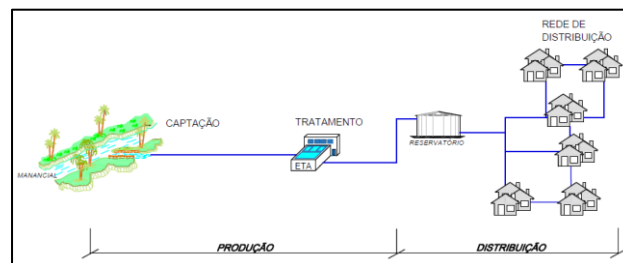 REDE DE
DISTRIBUIÇÃO
CAPTAÇÃO
TRATAMENTO
RESERVATÓRIO
ETA
MANANCIAL
PRODUÇÃO
DISTRIBUIÇÃO